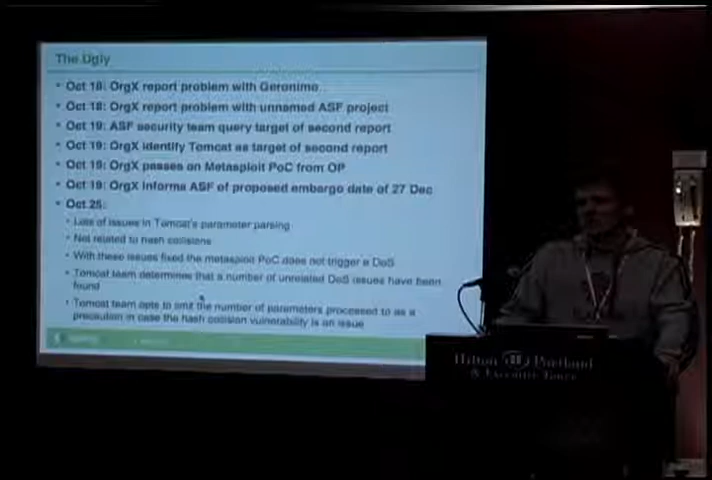 The Ugly
• Oct 18: OrgX report problem with Geronimo
• Oct 18: OrgX report problem with unnamed ASF project
• Oct 19: ASF security team query target of second report
• Oct 19: OrgX identify Tomcat as target of second report
• Oct 19: OrgX passes on Metasploit PoC from OP
• Oct 19: OrgX informs ASF of proposed embargo date of 27 Dec
• Oct 25:
• Lots of issues in Tomcat's parameter parsing
• Not related to hash collisions
• With these issues fixed the metasploit PoC does not trigger a DoS
• Tomcat team determines that a number of unrelated DoS issues have been
found
• Tomcat team opts to limit the number of parameters processed to as a
precaution in case the hash collision vulnerability is an issue
Hilton Portland
& Executive Tower